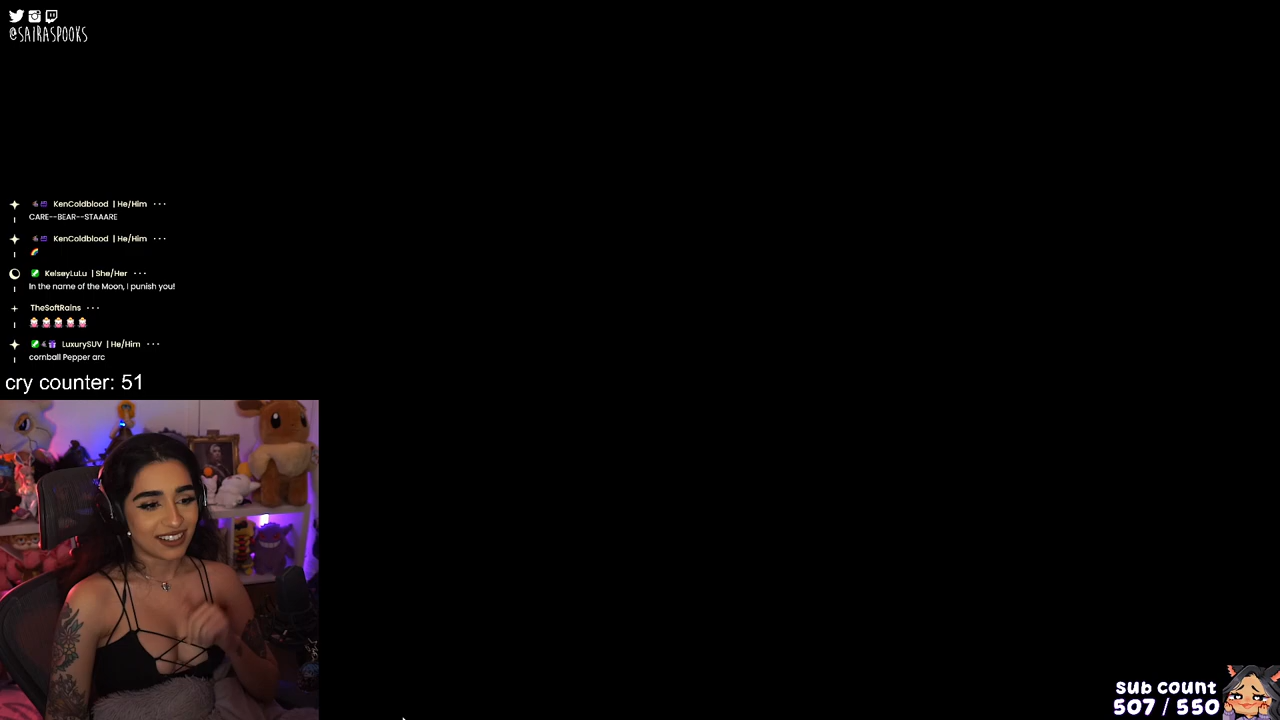 @SAIRASPOOKS
KenColdblood | He/Him
CARE--BEAR--STAAARE
KenColdblood | He/Him
KelseyLuLu | She/Her
In the name of the Moon, I punish you!
TheSoftRains
LuxurySUV | He/Him
cornball Pepper arc
cry counter: 51
sub count
507 / 550